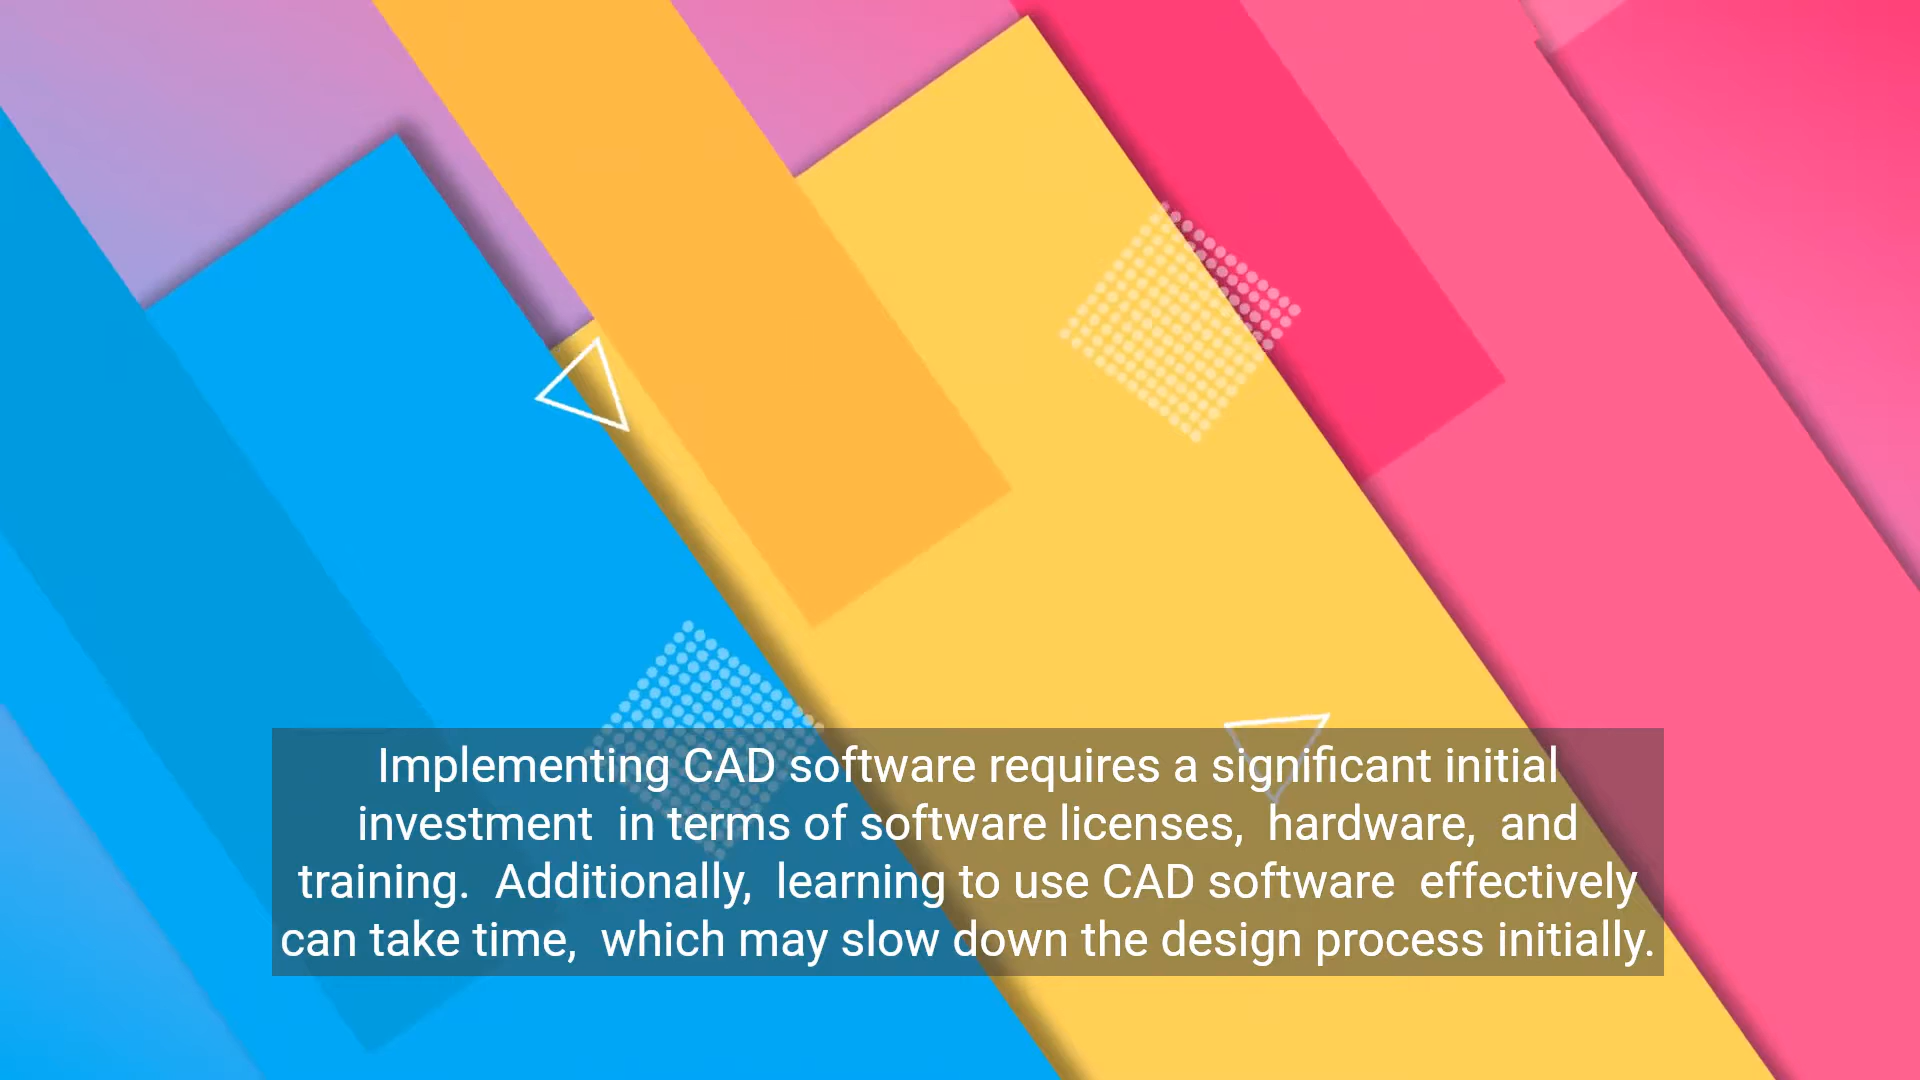 Implementing CAD software requires a significant initial
investment  in terms of software licenses,  hardware,  and
training.  Additionally,  learning to use CAD software  effectively
can take time,  which may slow down the design process initially.